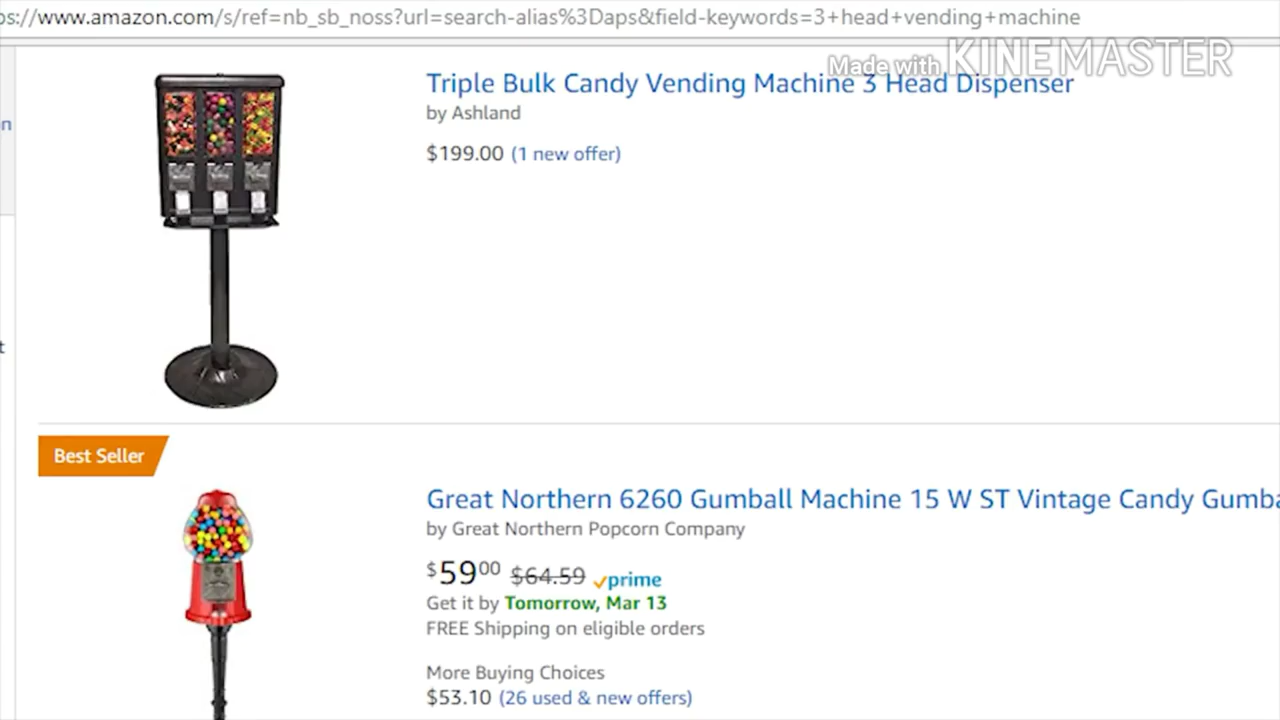 ps://www.amazon.com/s/ref=nb_sb_noss?url=search-alias%3Daps&field-keywords=3+head+vending+machine
Made with KINEMASTER
Triple Bulk Candy Vending Machine 3 Head Dispenser
by Ashland
n
$199.00 (1 new offer)
t
Best Seller
Great Northern 6260 Gumball Machine 15 W ST Vintage Candy Gumba
by Great Northern Popcorn Company
$59 00 $64.59 prime
Get it by Tomorrow, Mar 13
FREE Shipping on eligible orders
More Buying Choices
$53.10 (26 used & new offers)